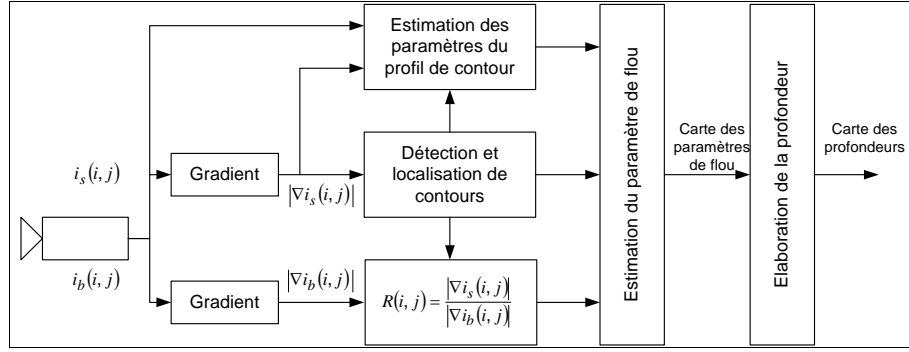 Estimation des
paramètres du
profil de contour
i_s(i, j)
Gradient
|∇i_s(i, j)|
Détection et
localisation de
contours
i_b(i, j)
Gradient
|∇i_b(i, j)|
R(i, j) = |∇i_s(i, j)| / |∇i_b(i, j)|
Estimation du paramètre de flou
Carte des
paramètres
de flou
Elaboration de la profondeur
Carte des
profondeurs